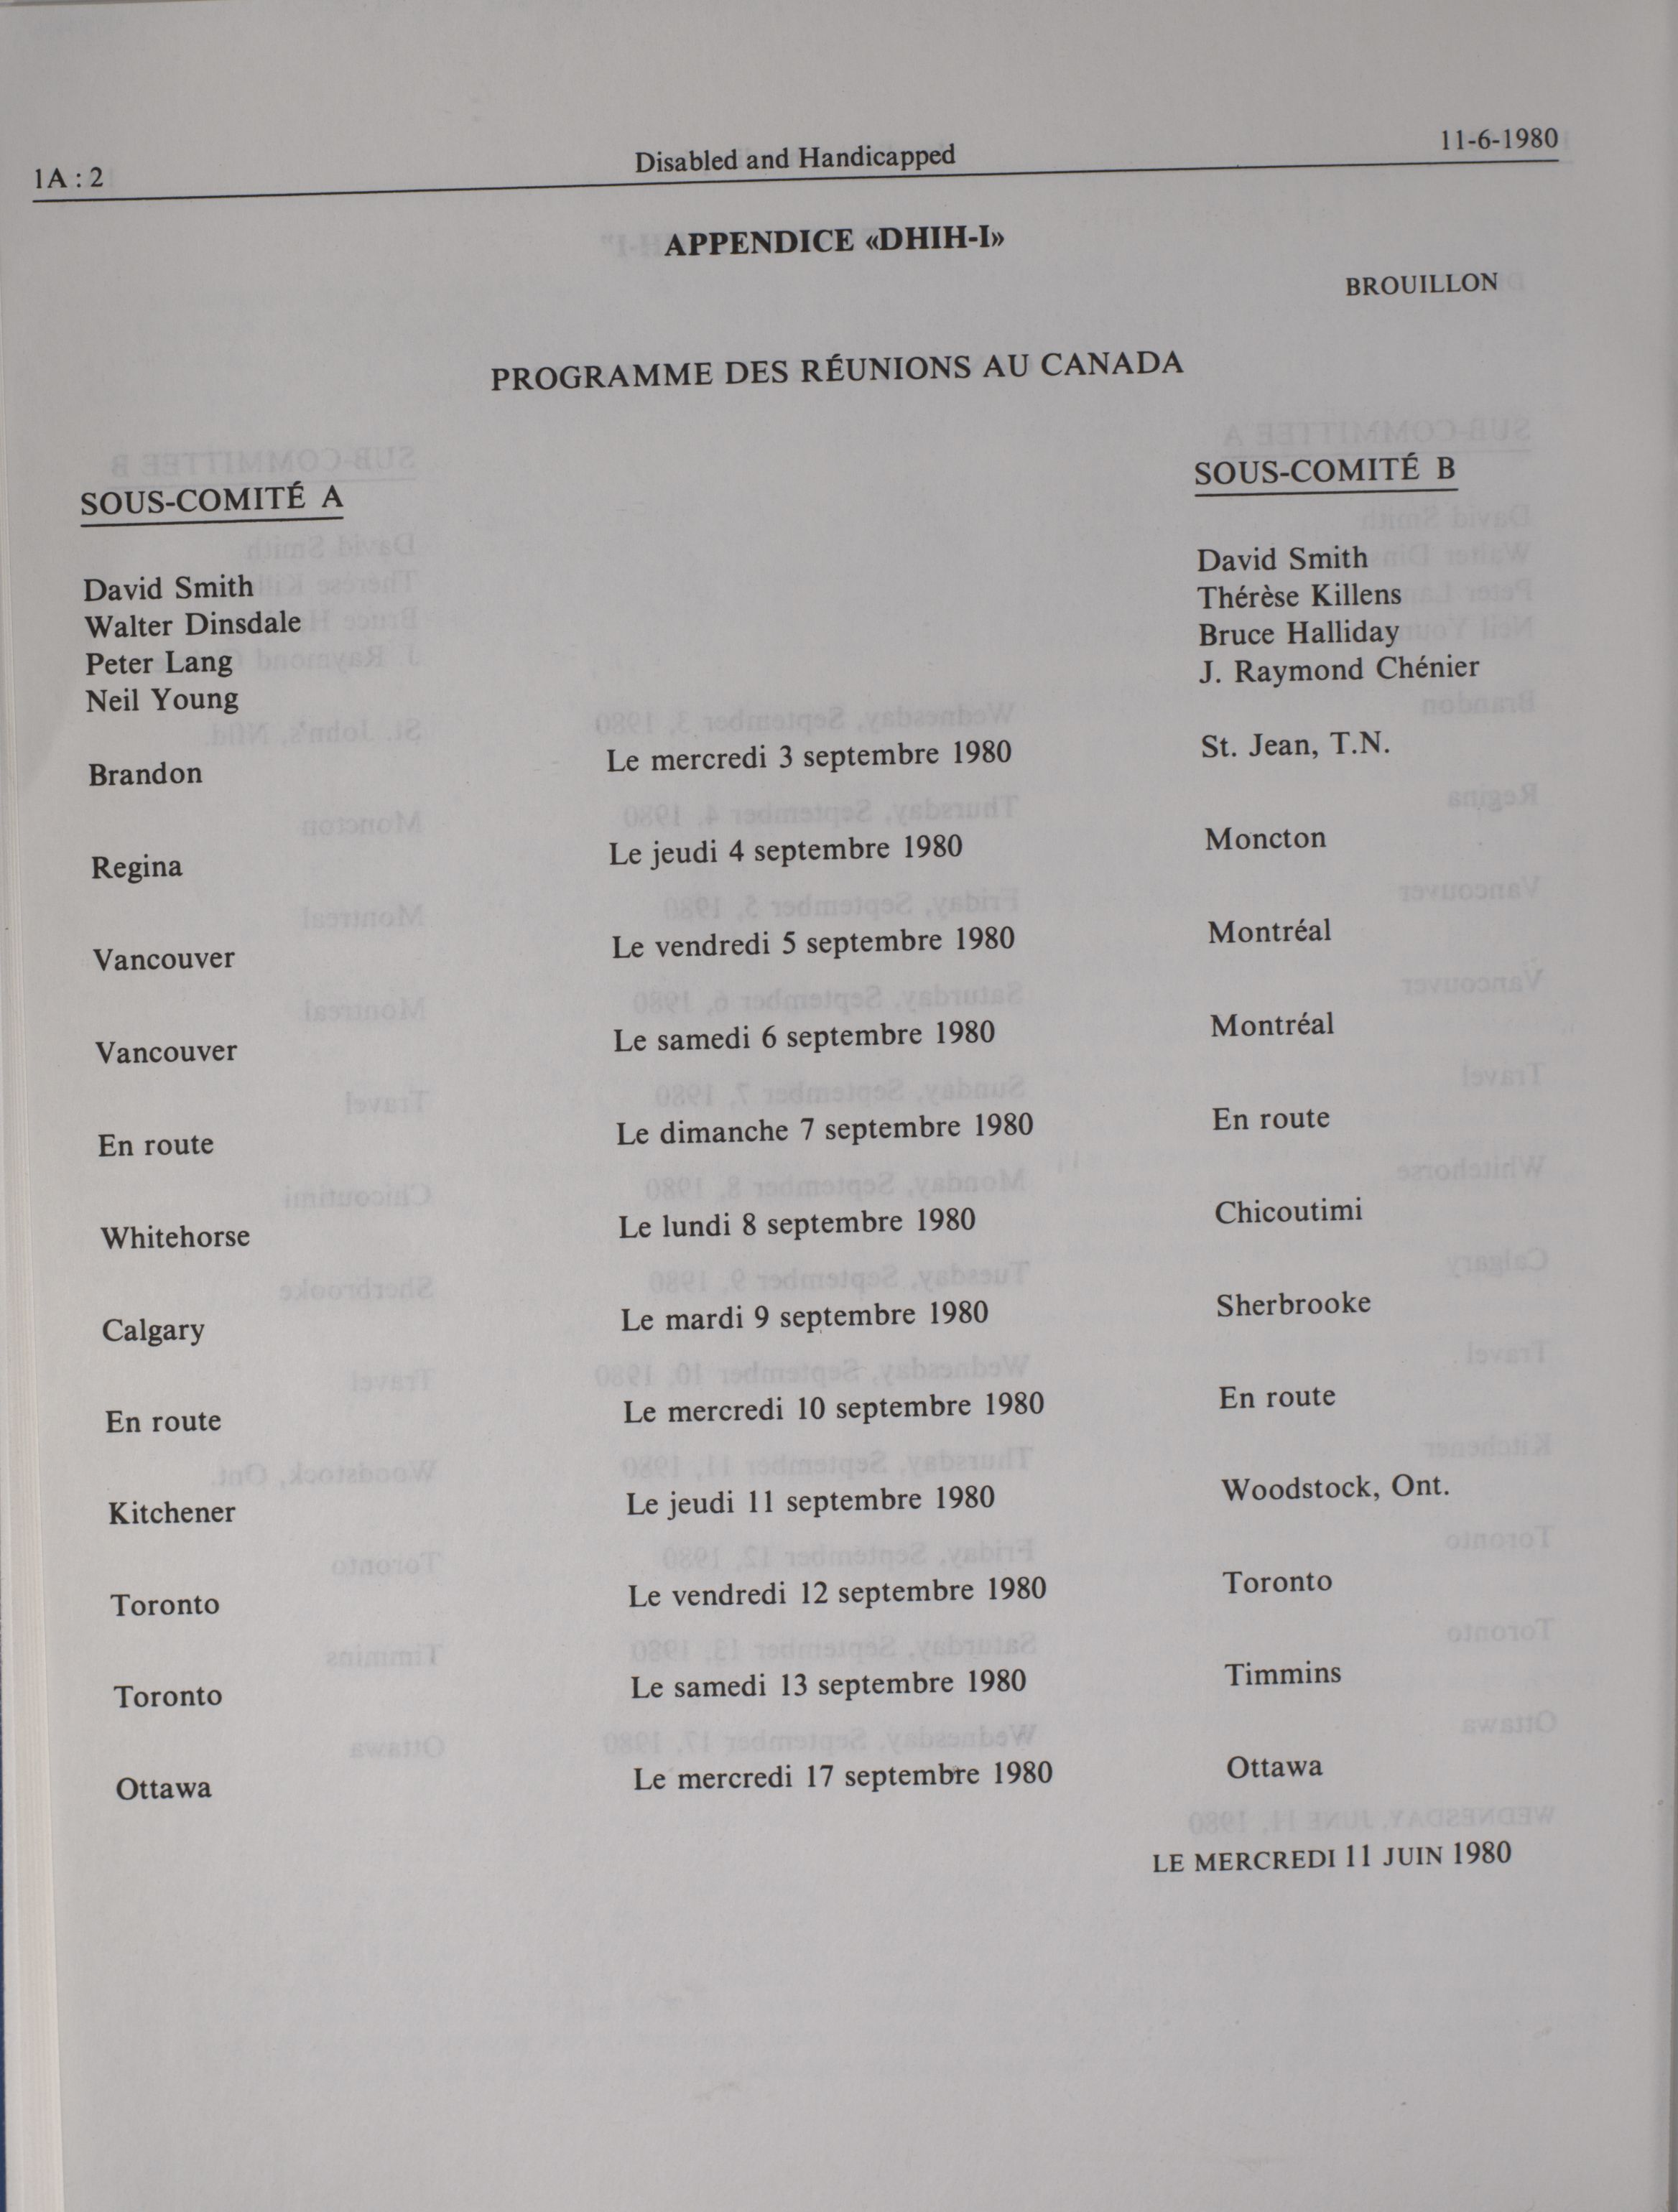 1A : 2 Disabled and Handicapped 11-6-1980
APPENDICE «DHIH-I»
BROUILLON
PROGRAMME DES RÉUNIONS AU CANADA
SOUS-COMITÉ A SOUS-COMITÉ B
David Smith David Smith
Walter Dinsdale Thérèse Killens
Peter Lang Bruce Halliday
Neil Young J. Raymond Chénier
Brandon Le mercredi 3 septembre 1980 St. Jean, T.N.
Regina Le jeudi 4 septembre 1980 Moncton
Vancouver Le vendredi 5 septembre 1980 Montréal
Vancouver Le samedi 6 septembre 1980 Montréal
En route Le dimanche 7 septembre 1980 En route
Whitehorse Le lundi 8 septembre 1980 Chicoutimi
Calgary Le mardi 9 septembre 1980 Sherbrooke
En route Le mercredi 10 septembre 1980 En route
Kitchener Le jeudi 11 septembre 1980 Woodstock, Ont.
Toronto Le vendredi 12 septembre 1980 Toronto
Toronto Le samedi 13 septembre 1980 Timmins
Ottawa Le mercredi 17 septembre 1980 Ottawa
LE MERCREDI 11 JUIN 1980